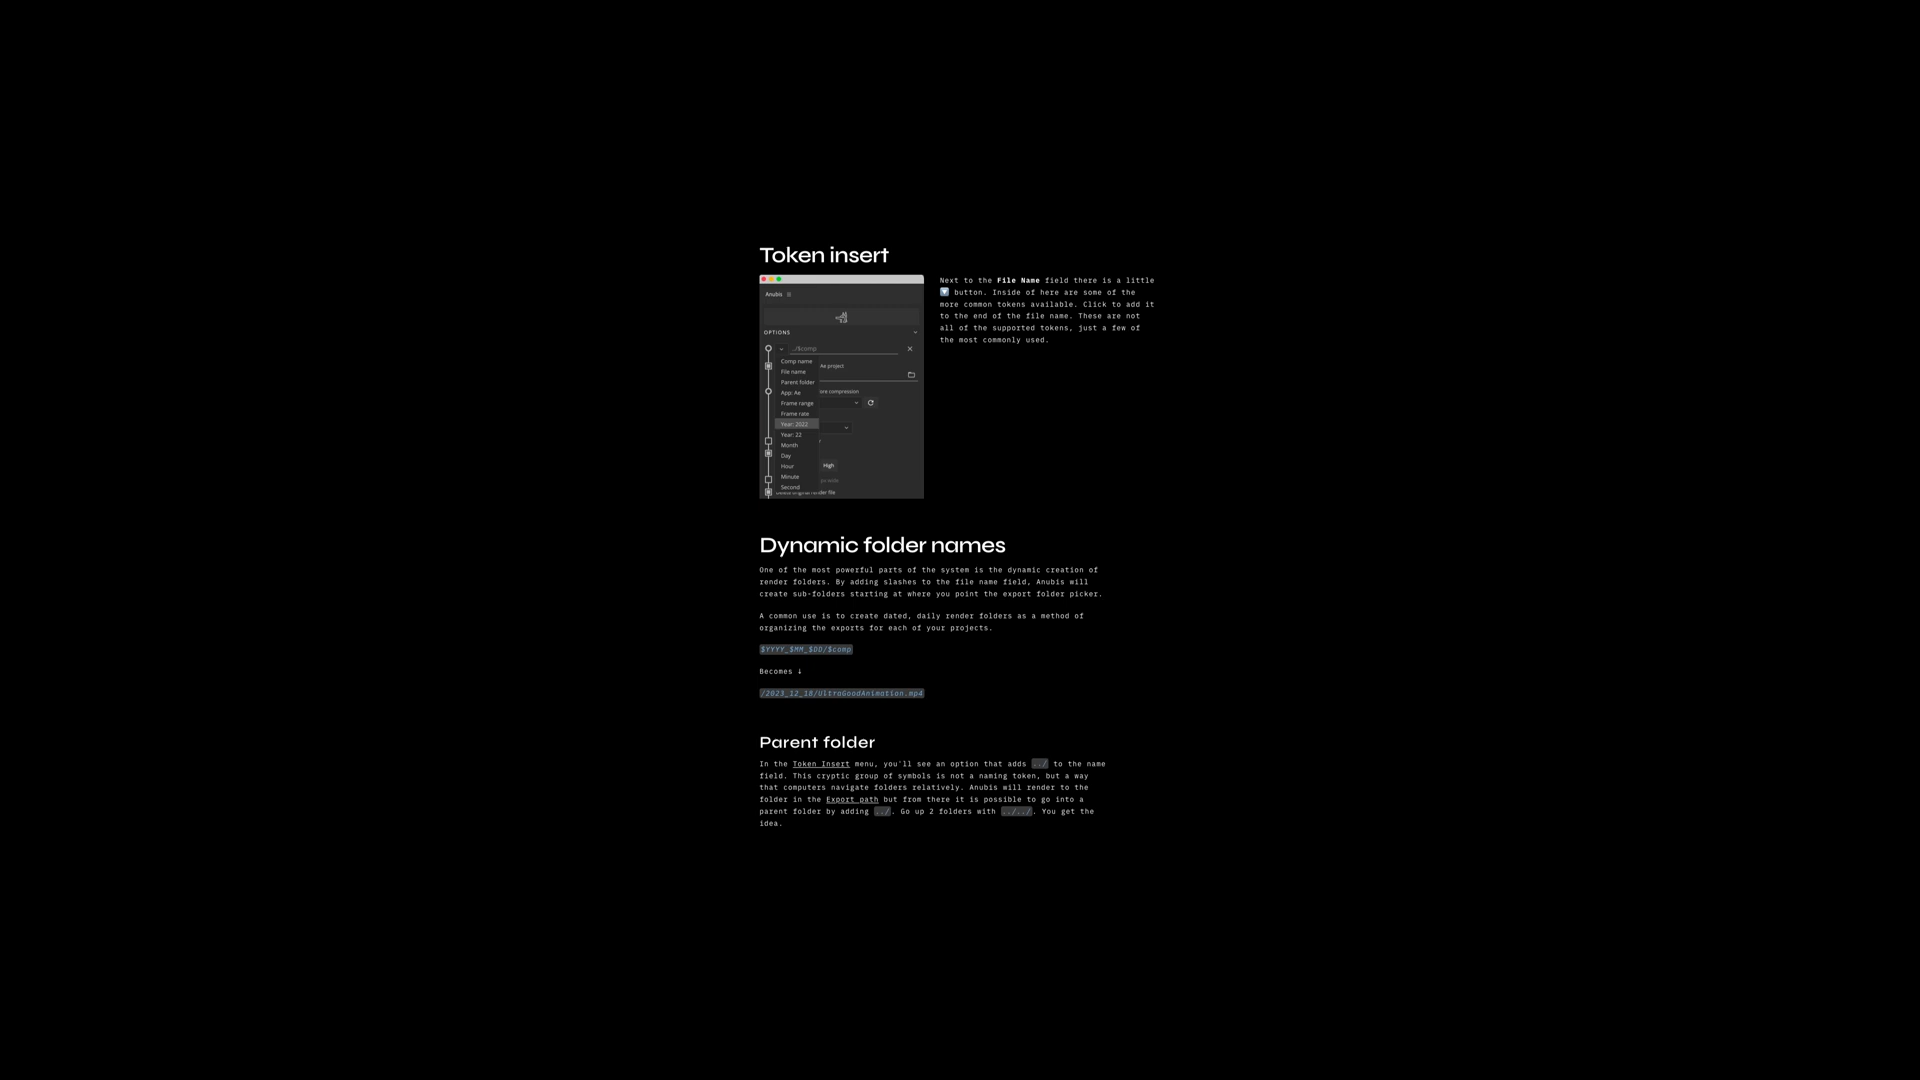 Token insert
Anubis
OPTIONS
../$comp
Comp name
File name
Ae project
Parent folder
App: Ae
ore compression
Frame range
Frame rate
Year: 2022
Year: 22
Month
Day
Hour
High
Minute
Second
Delete original render file
Next to the File Name field there is a little
button. Inside of here are some of the
more common tokens available. Click to add it
to the end of the file name. These are not
all of the supported tokens, just a few of
the most commonly used.
Dynamic folder names
One of the most powerful parts of the system is the dynamic creation of
render folders. By adding slashes to the file name field, Anubis will
create sub-folders starting at where you point the export folder picker.
A common use is to create dated, daily render folders as a method of
organizing the exports for each of your projects.
$YYYY_$MM_$DD/$comp
Becomes ↓
/2023_12_18/UltraGoodAnimation.mp4
Parent folder
In the Token Insert menu, you'll see an option that adds ../ to the name
field. This cryptic group of symbols is not a naming token, but a way
that computers navigate folders relatively. Anubis will render to the
folder in the Export path but from there it is possible to go into a
parent folder by adding ../. Go up 2 folders with ../../. You get the
idea.